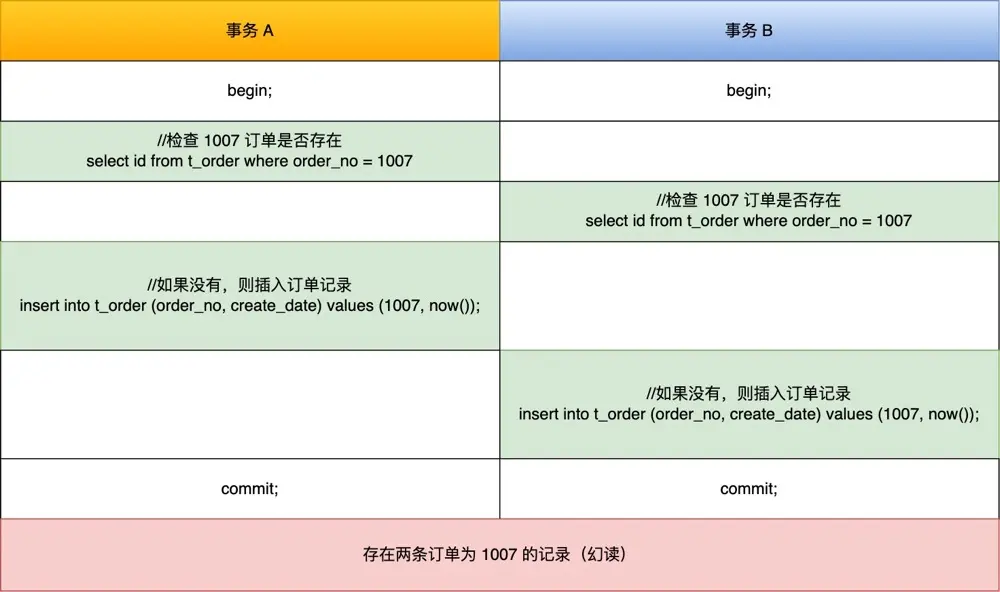 事务 A
事务 B
begin;
begin;
//检查 1007 订单是否存在
select id from t_order where order_no = 1007
//检查 1007 订单是否存在
select id from t_order where order_no = 1007
//如果没有，则插入订单记录
insert into t_order (order_no, create_date) values (1007, now());
//如果没有，则插入订单记录
insert into t_order (order_no, create_date) values (1007, now());
commit;
commit;
存在两条订单为 1007 的记录（幻读）